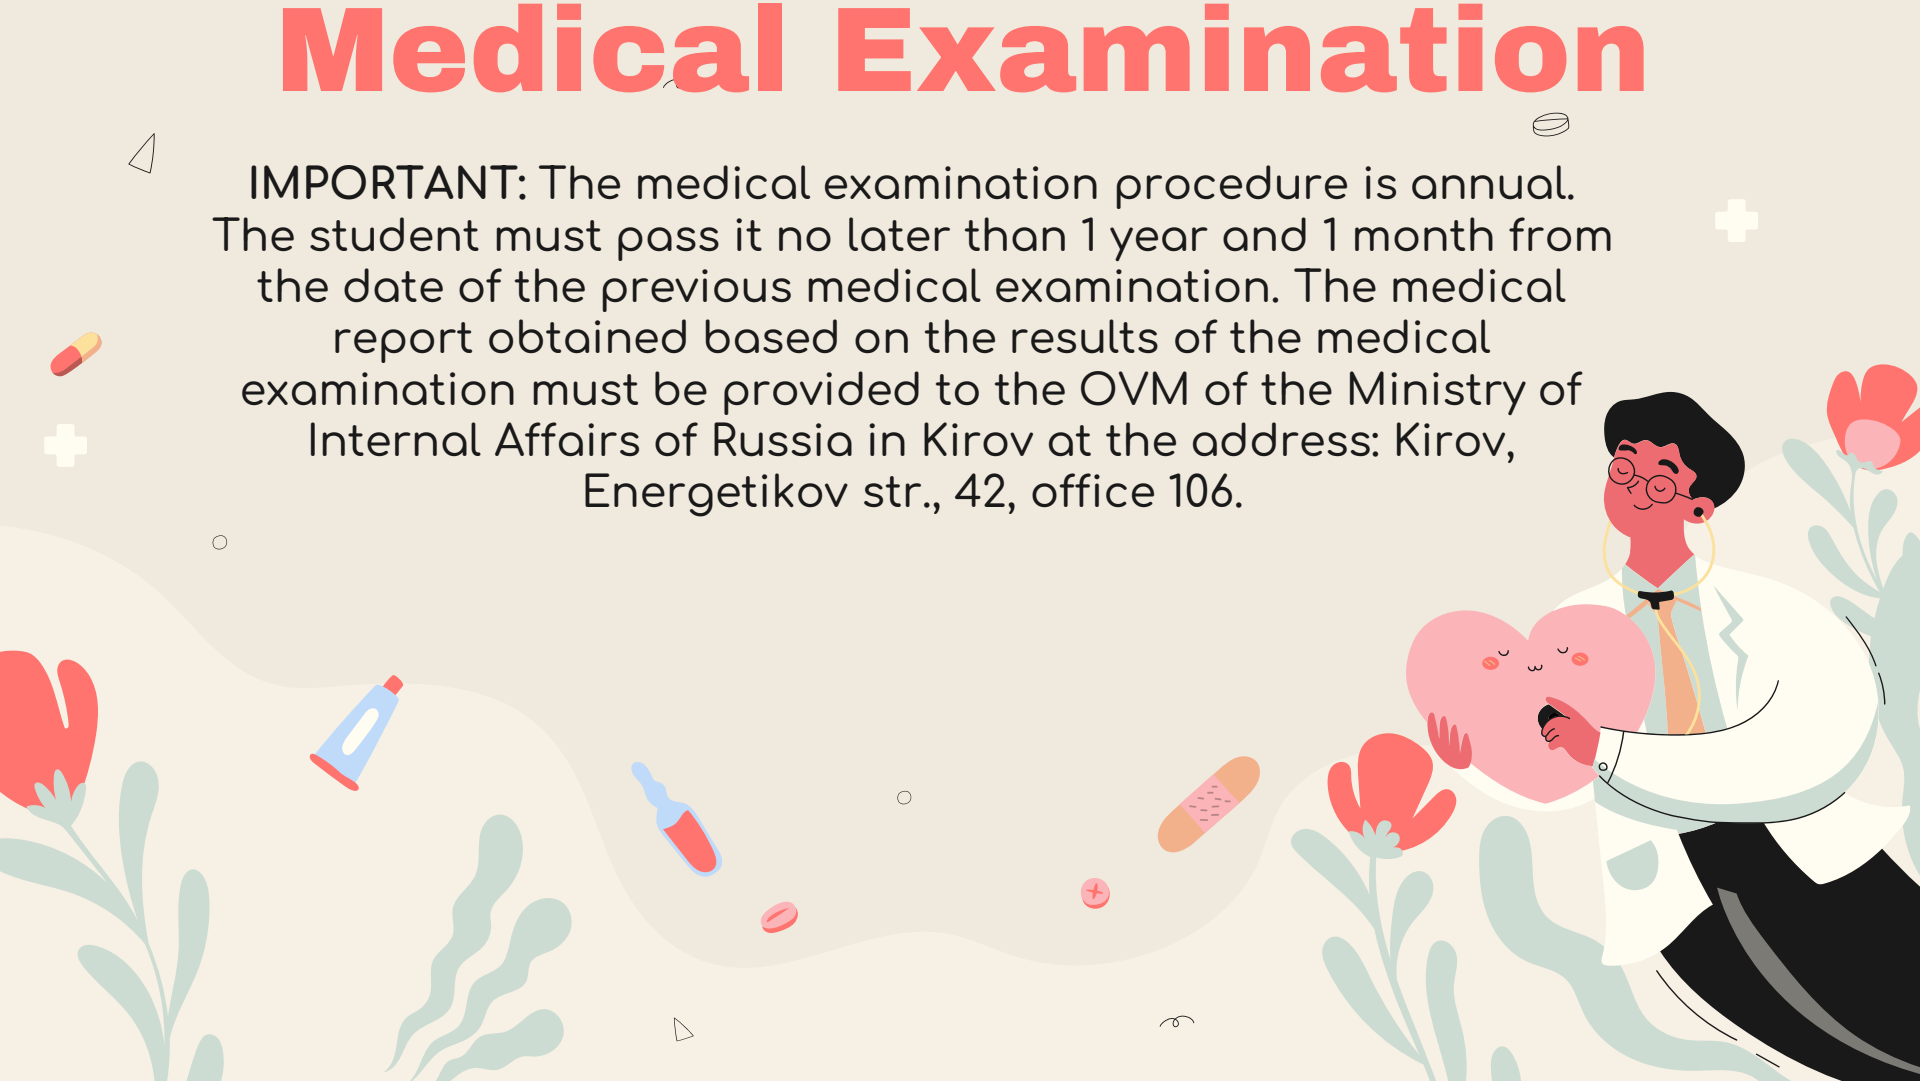 Medical Examination
IMPORTANT: The medical examination procedure is annual.
The student must pass it no later than 1 year and 1 month from
the date of the previous medical examination. The medical
report obtained based on the results of the medical
examination must be provided to the OVM of the Ministry of
Internal Affairs of Russia in Kirov at the address: Kirov,
Energetikov str., 42, office 106.